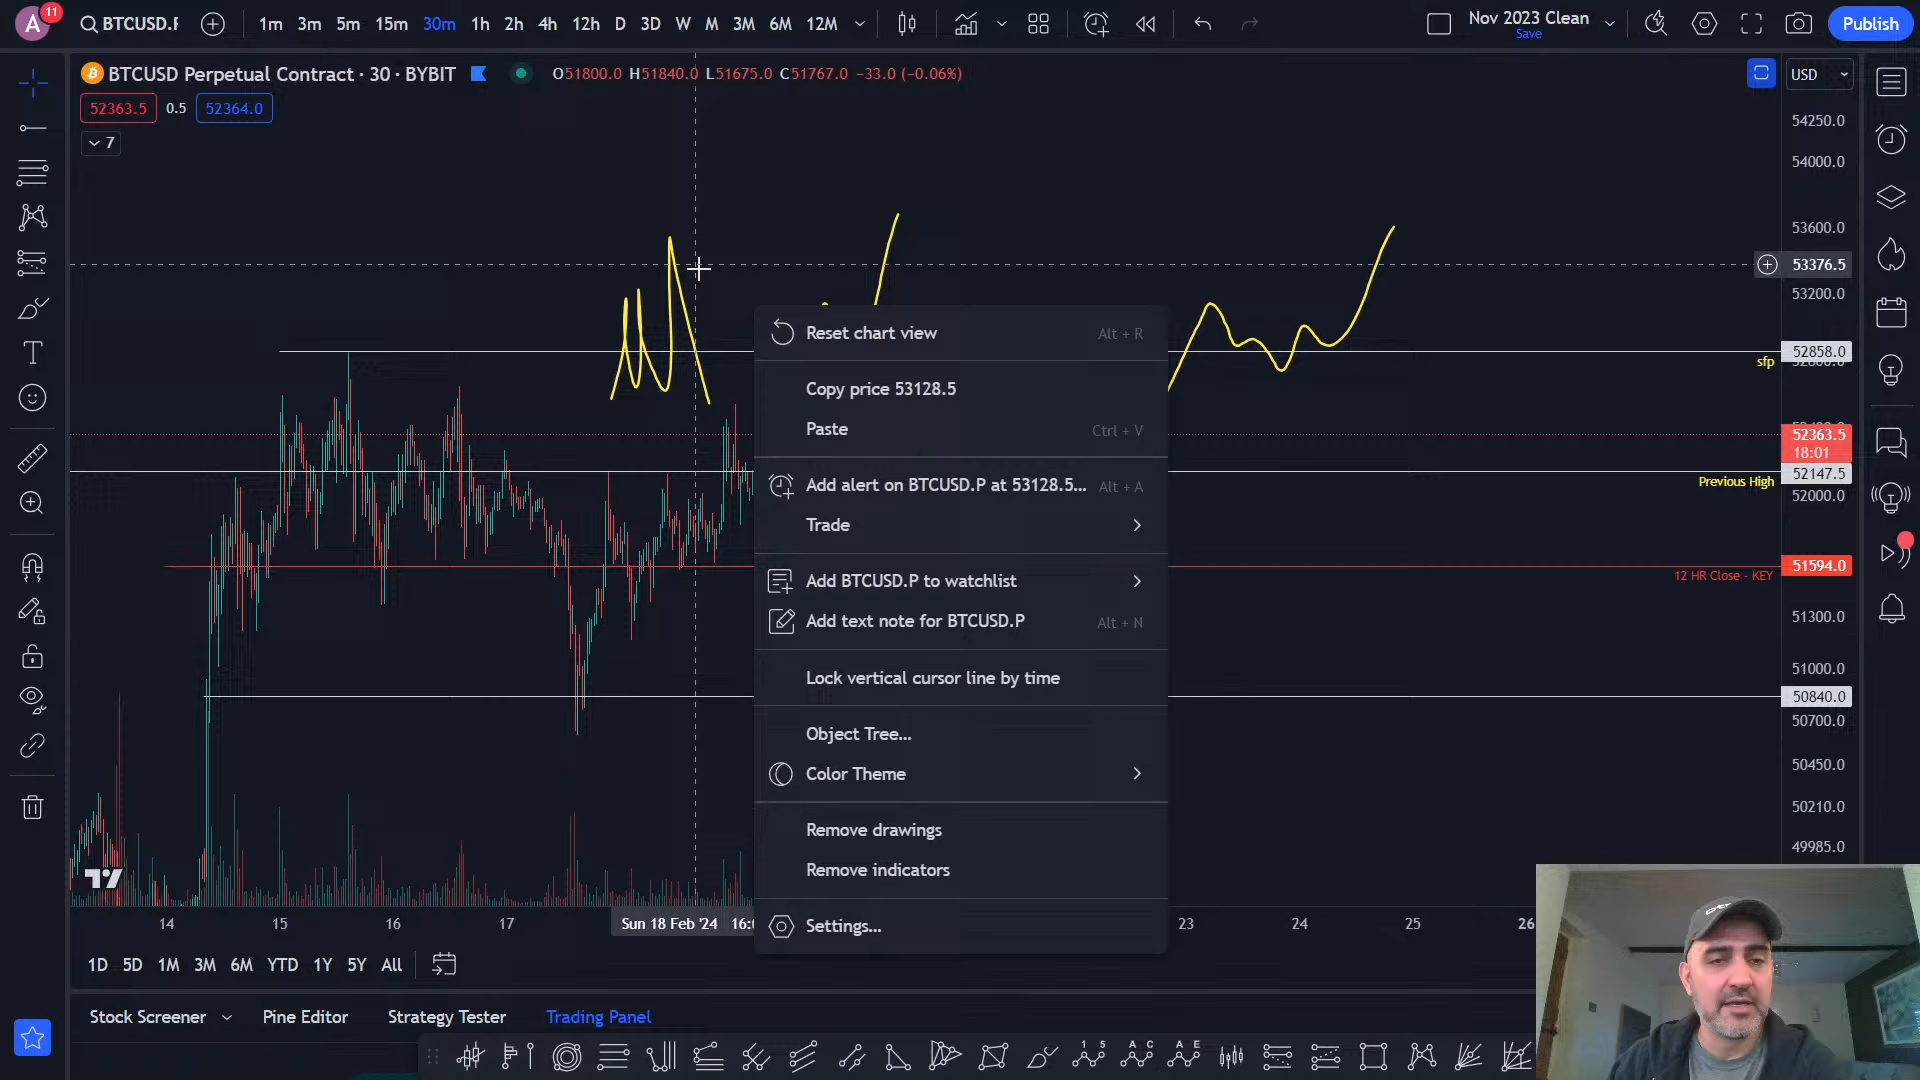 A 11 BTCUSD.P 1m 3m 5m 15m 30m 1h 2h 4h 12h D 3D W M 3M 6M 12M Nov 2023 Clean Save Publish
BTCUSD Perpetual Contract · 30 · BYBIT O51800.0 H51840.0 L51675.0 C51767.0 −33.0 (−0.06%) USD
52363.5 0.5 52364.0
7
54250.0
54000.0
53600.0
53376.5
53200.0
52858.0
sfp
52363.5
18:01
52147.5
Previous High
52000.0
51594.0
12 HR Close - KEY
51300.0
51000.0
50840.0
50700.0
50450.0
50210.0
49985.0
Reset chart view Alt + R
Copy price 53128.5
Paste Ctrl + V
Add alert on BTCUSD.P at 53128.5... Alt + A
Trade
Add BTCUSD.P to watchlist
Add text note for BTCUSD.P Alt + N
Lock vertical cursor line by time
Object Tree...
Color Theme
Remove drawings
Remove indicators
Settings...
14 15 16 17 Sun 18 Feb '24 23 24 25 26
1D 5D 1M 3M 6M YTD 1Y 5Y All
Stock Screener Pine Editor Strategy Tester Trading Panel